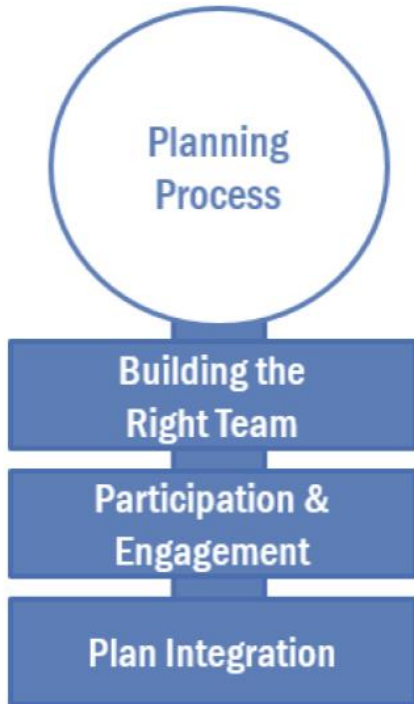 Planning
Process
Building the
Right Team
Participation &
Engagement
Plan Integration